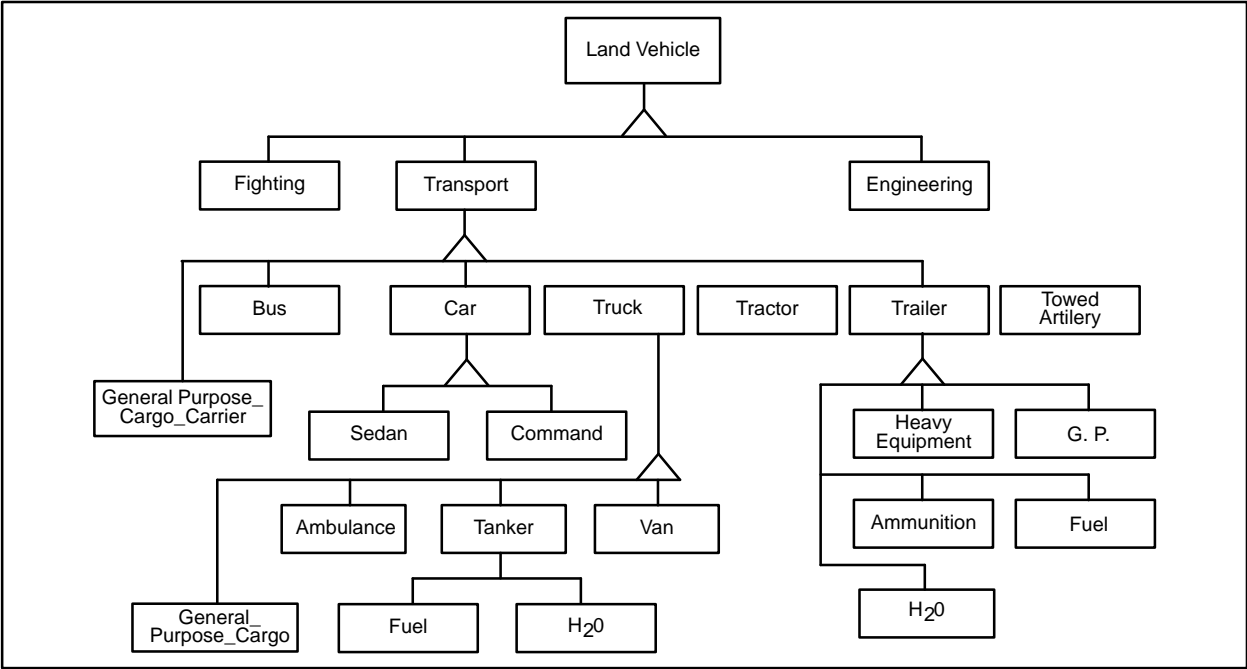 Land Vehicle
Fighting
Transport
Engineering
Bus
Car
Truck
Tractor
Trailer
Towed
Artilery
General Purpose_
Cargo_Carrier
Sedan
Command
Heavy
Equipment
G. P.
Ambulance
Tanker
Van
Ammunition
Fuel
General_
Purpose_Cargo
Fuel
H20
H20